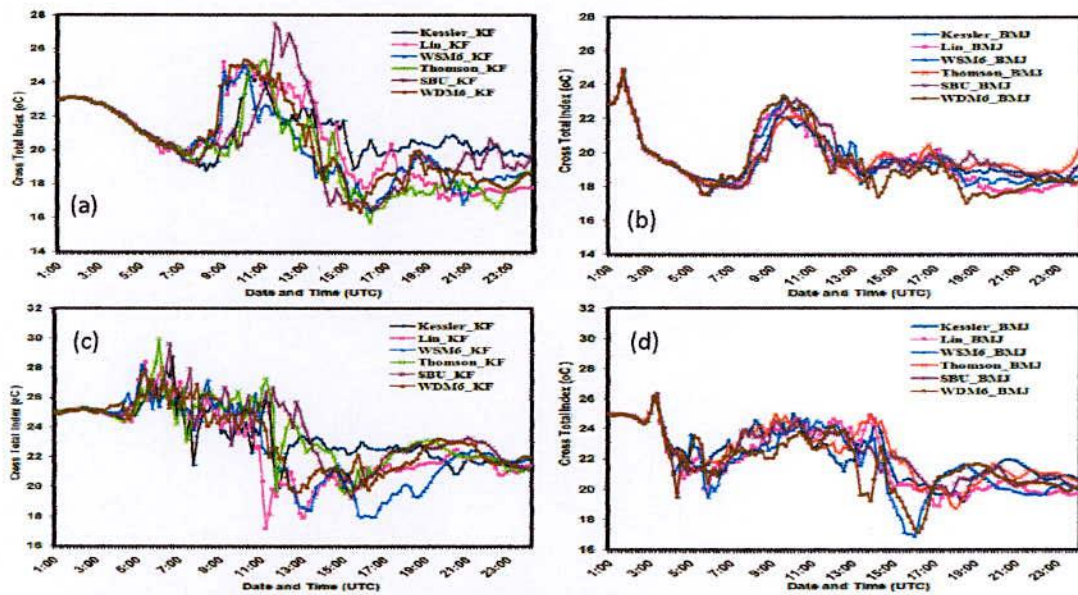 28
26
24
22
20
18
16
14
Cross Total Index (oC)
Kessler_KF
Lin_KF
WSM6_KF
Thomson_KF
SBU_KF
WDM6_KF
(a)
1:00
3:00
5:00
7:00
9:00
11:00
13:00
15:00
17:00
19:00
21:00
23:00
Date and Time (UTC)
26
24
22
20
18
16
14
Cross Total Index (oC)
Kessler_BMJ
Lin_BMJ
WSM6_BMJ
Thomson_BMJ
SBU_BMJ
WDM6_BMJ
(b)
1:00
3:00
5:00
7:00
9:00
11:00
13:00
15:00
17:00
19:00
21:00
23:00
Date and Time (UTC)
32
30
28
26
24
22
20
18
16
Cross Total Index (oC)
(c)
Kessler_KF
Lin_KF
WSM6_KF
Thomson_KF
SBU_KF
WDM6_KF
1:00
3:00
5:00
7:00
9:00
11:00
13:00
15:00
17:00
19:00
21:00
23:00
Date and Time (UTC)
32
30
28
26
24
22
20
18
16
Cross Total Index (oC)
(d)
Kessler_BMJ
Lin_BMJ
WSM6_BMJ
Thomson_BMJ
SBU_BMJ
WDM6_BMJ
1:00
3:00
5:00
7:00
9:00
11:00
13:00
15:00
17:00
19:00
21:00
23:00
Date and Time (UTC)